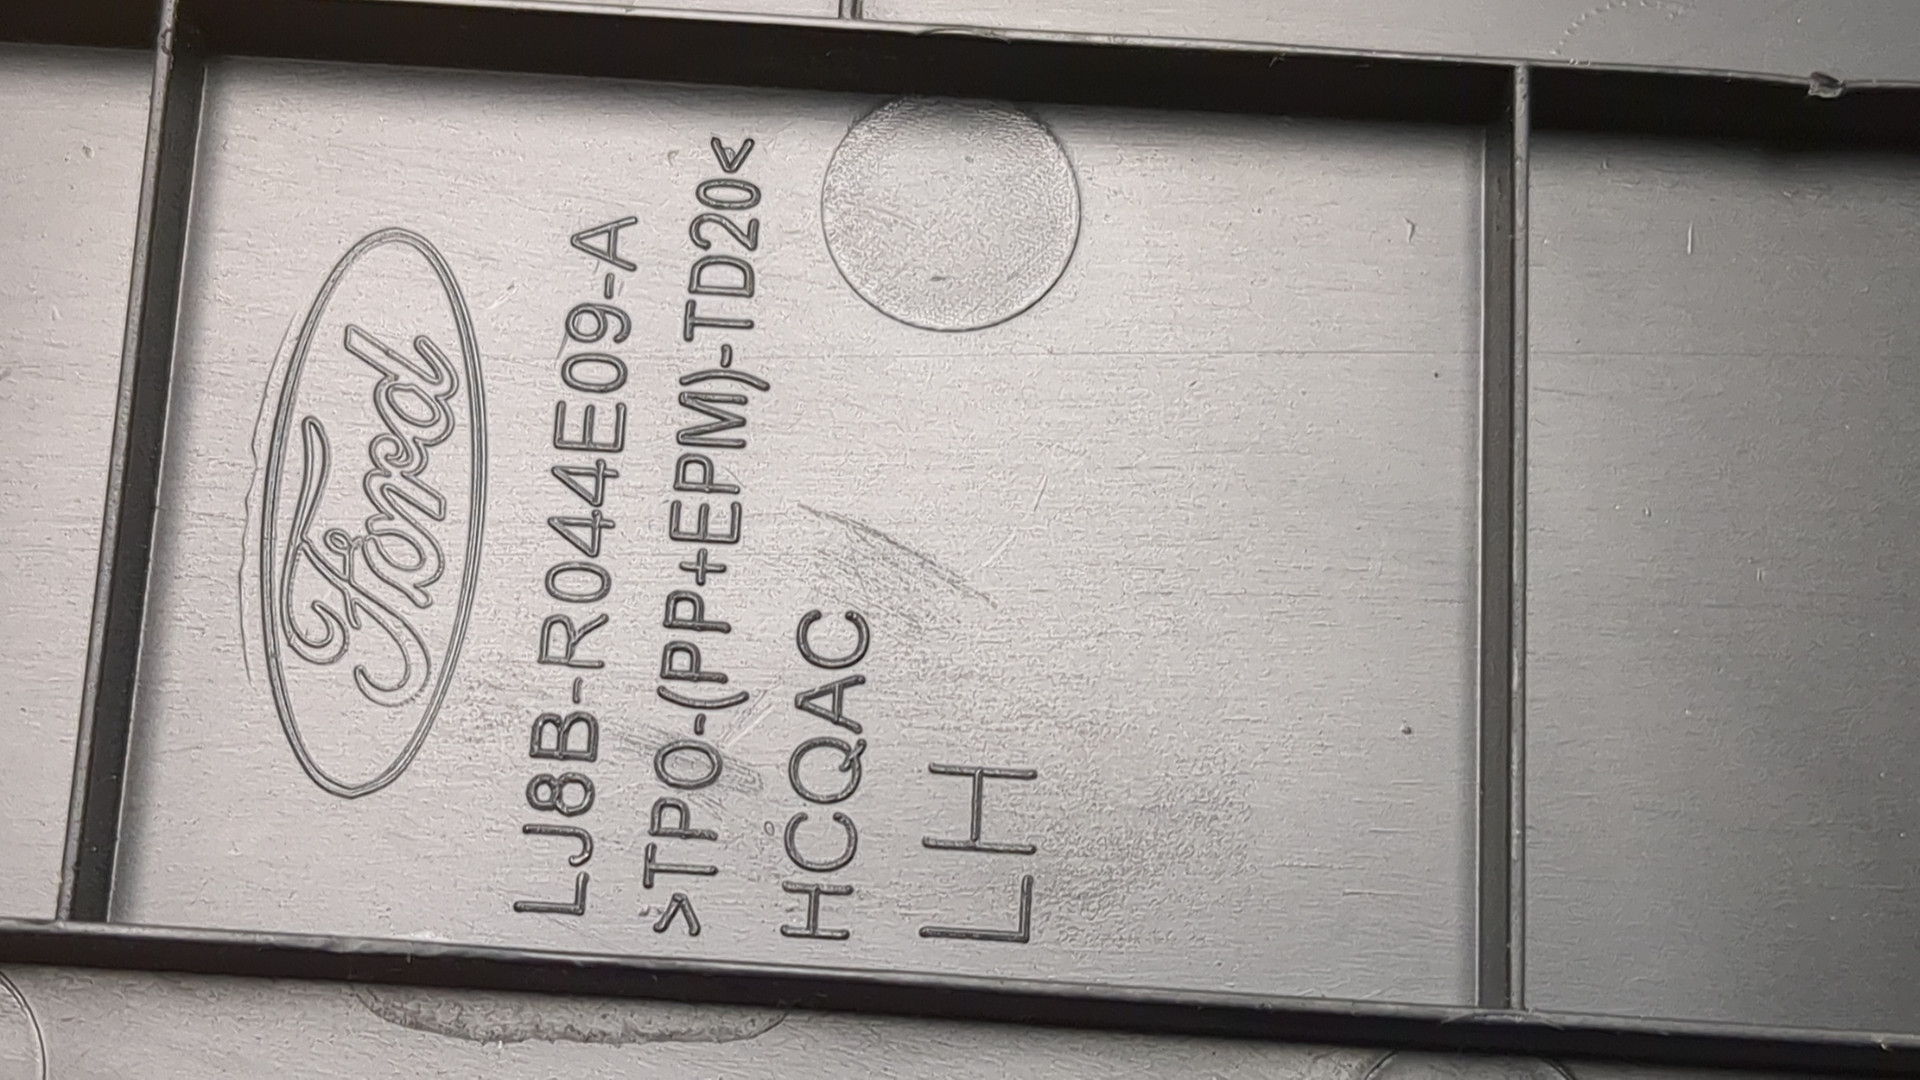 Ford
LJ8B-R044E09-A
>TPO-(PP+EPM)-TD20<
HCQAC
LH